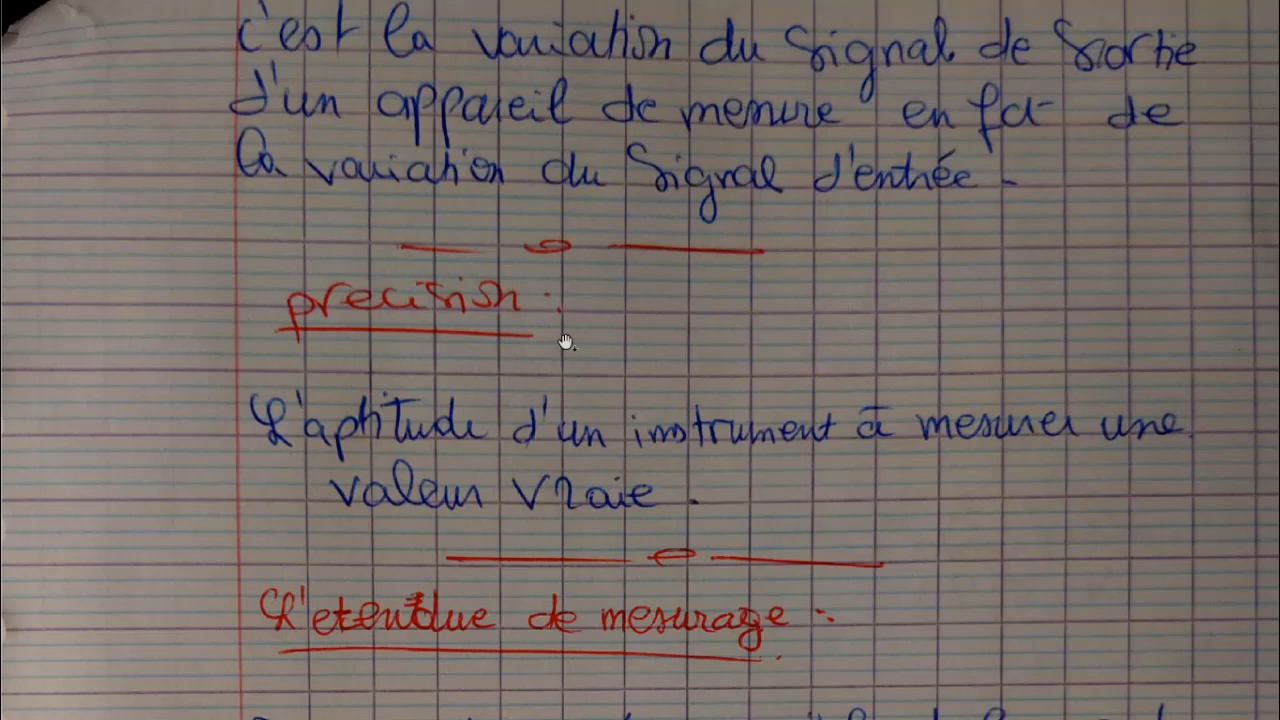 c'est la variation du signal de sortie
d'un appareil de mesure en fct de
la variation du signal d'entrée.
precision :
L'aptitude d'un instrument à mesurer une
valeur vraie.
L'etendue de mesurage :